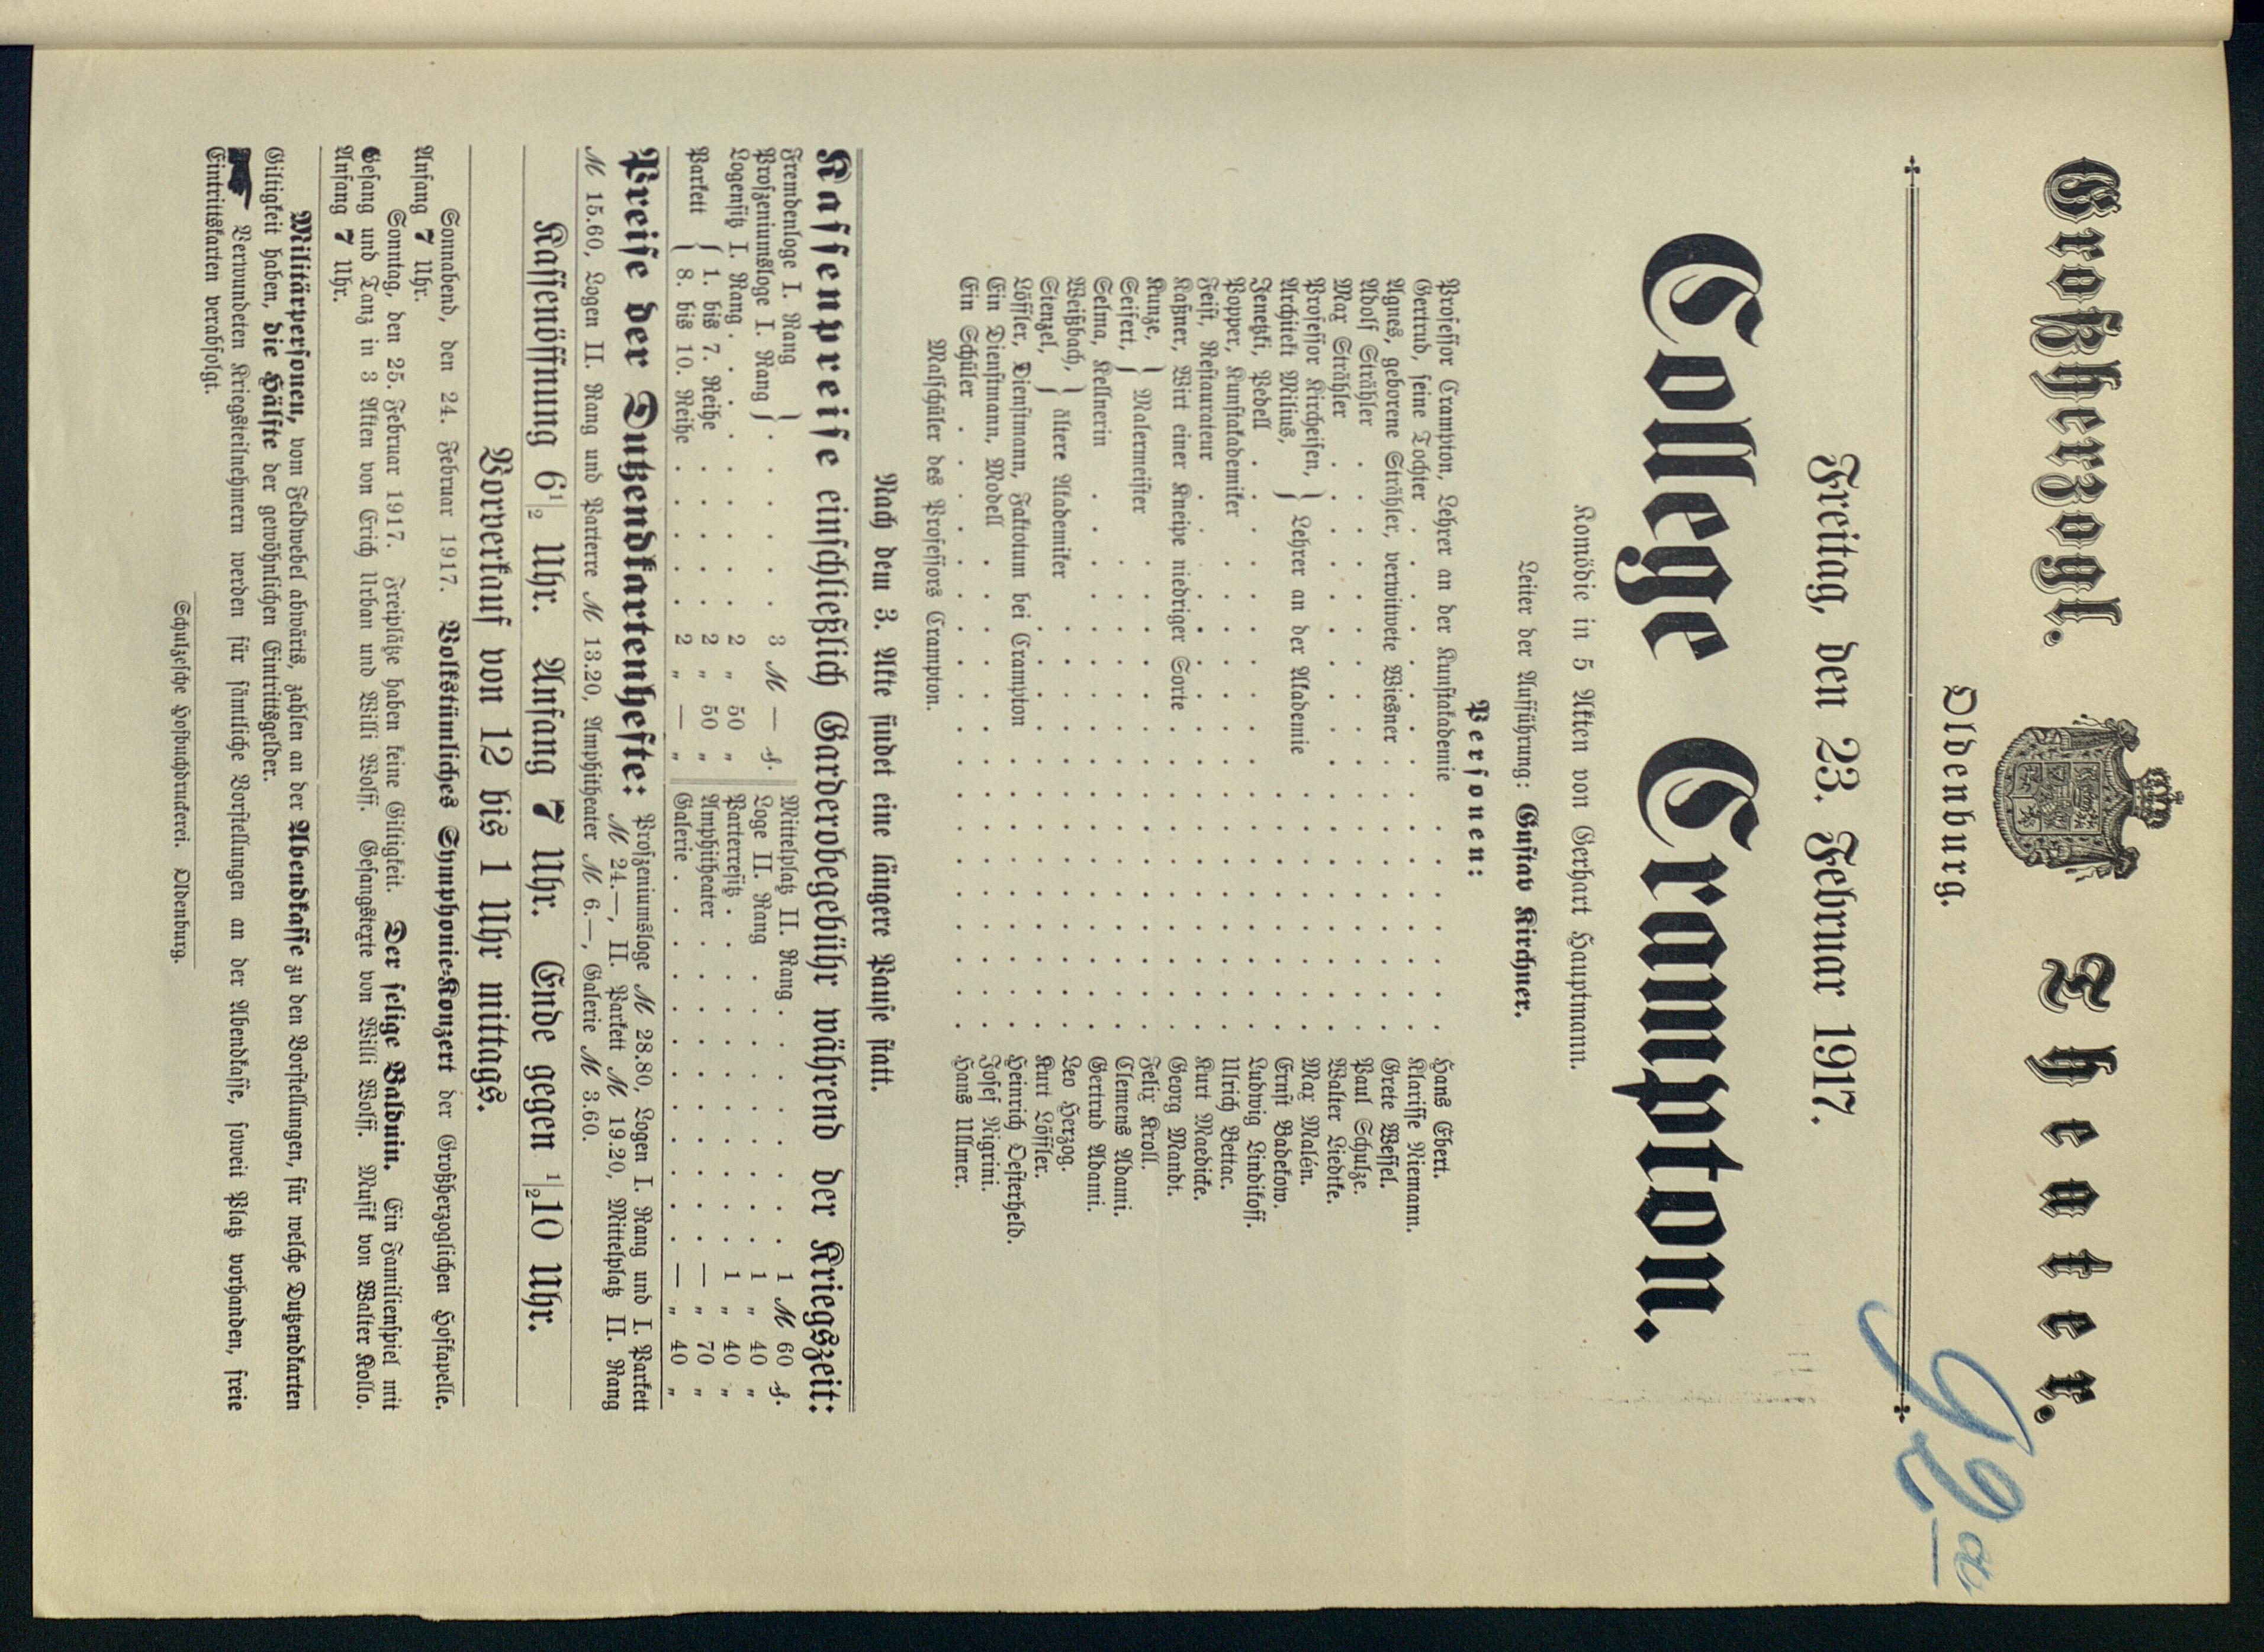 Großherzogl. Theater.
Oldenburg.
92 a
Freitag, den 23. Februar 1917.
College Crampton.
Komödie in 5 Akten von Gerhart Hauptmann.
Leiter der Aufführung: Gustav Kirchner.
Personen:
Professor Crampton, Lehrer an der Kunstakademie . . . . Hans Ebert.
Gertrud, seine Tochter . . . . Klarisse Niemann.
Agnes, geborene Strähler, verwitwete Wiesner . . . . Grete Wessel.
Adolf Strähler . . . . Paul Schulze.
Max Strähler . . . . Walter Liedtke.
Professor Kircheisen, } Lehrer an der Akademie . . . . Max Malén.
Architekt Milius, } . . . . Ernst Badekow.
Janetzki, Pedell . . . . Ludwig Lindikoff.
Popper, Kunstakademiker . . . . Ulrich Bettac.
Feist, Restaurateur . . . . Kurt Maedicke.
Kaßner, Wirt einer Kneipe niedriger Sorte . . . . Georg Mandt.
Kunze, } Malermeister . . . . Felix Kroll.
Seifert, } . . . . Clemens Adami.
Selma, Kellnerin . . . . Gertrud Adami.
Weißbach, } ältere Akademiker . . . . Leo Herzog.
Stenzel, } . . . . Kurt Löffler.
Löffler, Dienstmann, Faktotum bei Crampton . . . . Heinrich Oesterheld.
Ein Dienstmann, Modell . . . . Josef Nigrini.
Ein Schüler . . . . Hans Ullmer.
Malschüler des Professors Crampton.
Nach dem 3. Akte findet eine längere Pause statt.
Kassenpreise einschließlich Garderobegebühr während der Kriegszeit:
Fremdenloge I. Rang } . . . . 3 M — ₰. Mittelplatz II. Rang . . . . 1 M 60 ₰.
Proszeniumsloge I. Rang } Loge II. Rang . . . . 1 „ 40 „
Logensitz I. Rang . . . . 2 „ 50 „ Parterresitz . . . . 1 „ 40 „
Parkett { 1. bis 7. Reihe . . . . 2 „ 50 „ Amphitheater . . . . — „ 70 „
{ 8. bis 10. Reihe . . . . 2 „ — „ Galerie . . . . — „ 40 „
Preise der Dutzendkartenhefte: Proszeniumsloge M 28.80, Logen I. Rang und I. Parkett
M 24.—, II. Parkett M 19.20, Mittelplatz II. Rang
M 15.60, Logen II. Rang und Parterre M 13.20, Amphitheater M 6.—, Galerie M 3.60.
Kassenöffnung 6½ Uhr. Anfang 7 Uhr. Ende gegen ½10 Uhr.
Vorverkauf von 12 bis 1 Uhr mittags.
Sonnabend, den 24. Februar 1917. Volkstümliches Symphonie-Konzert der Großherzoglichen Hofkapelle.
Anfang 7 Uhr.
Sonntag, den 25. Februar 1917. Freiplätze haben keine Giltigkeit. Der selige Balduin. Ein Familienspiel mit
Gesang und Tanz in 3 Akten von Erich Urban und Willi Wolff. Gesangstexte von Willi Wolff. Musik von Walter Kollo.
Anfang 7 Uhr.
Militärpersonen, vom Feldwebel abwärts, zahlen an der Abendkasse zu den Vorstellungen, für welche Dutzendkarten
Giltigkeit haben, die Hälfte der gewöhnlichen Eintrittsgelder.
Verwundeten Kriegsteilnehmern werden für sämtliche Vorstellungen an der Abendkasse, soweit Platz vorhanden, freie
Eintrittskarten verabfolgt.
Schulzesche Hofbuchdruckerei. Oldenburg.